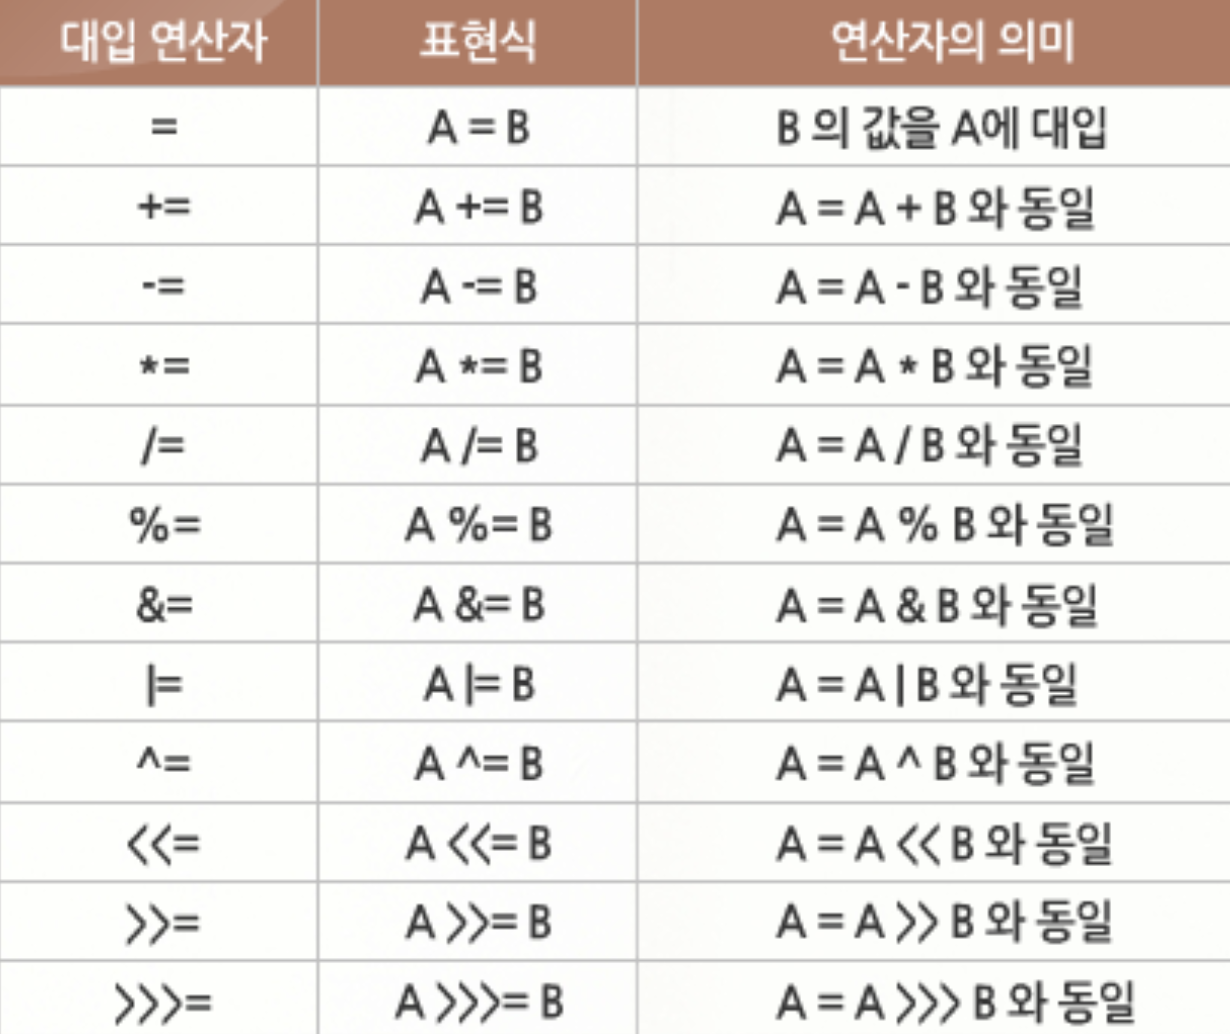 대입 연산자 표현식 연산자의 의미
= A = B B 의 값을 A에 대입
+= A += B A = A + B 와 동일
-= A -= B A = A - B 와 동일
*= A *= B A = A * B 와 동일
/= A /= B A = A / B 와 동일
%= A %= B A = A % B 와 동일
&= A &= B A = A & B 와 동일
|= A |= B A = A | B 와 동일
^= A ^= B A = A ^ B 와 동일
<<= A <<= B A = A << B 와 동일
>>= A >>= B A = A >> B 와 동일
>>>= A >>>= B A = A >>> B 와 동일